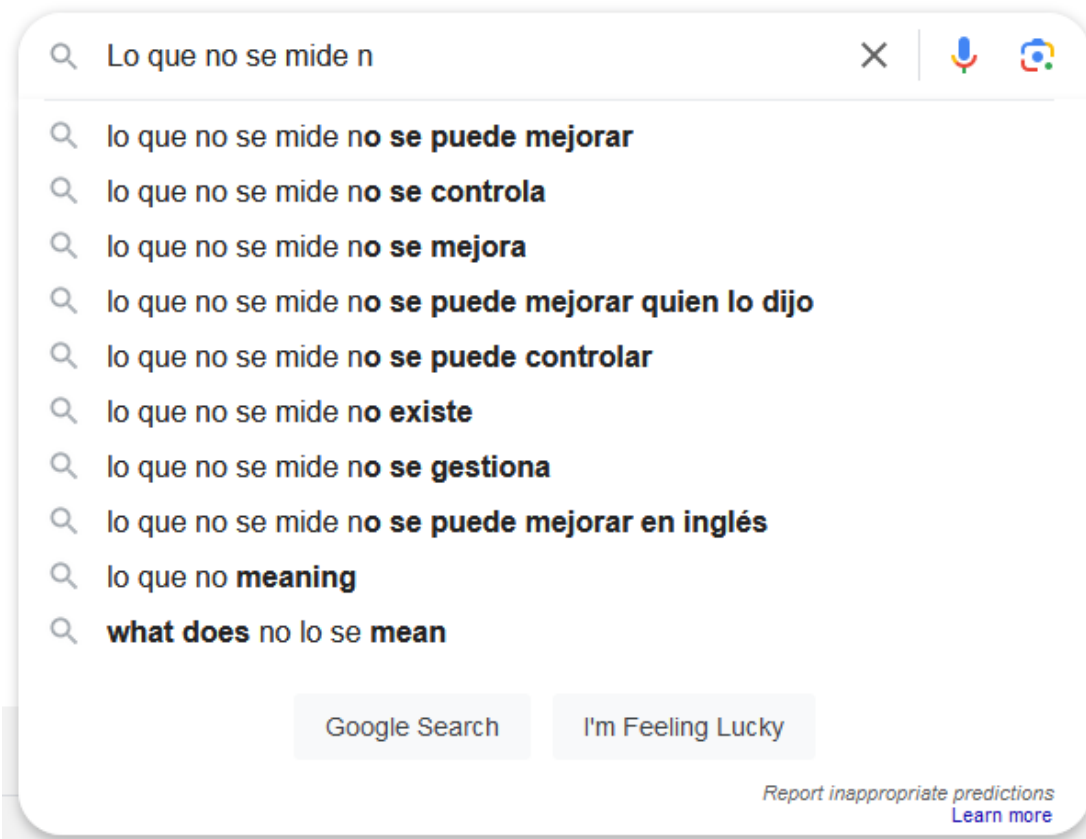 Lo que no se mide n
lo que no se mide no se puede mejorar
lo que no se mide no se controla
lo que no se mide no se mejora
lo que no se mide no se puede mejorar quien lo dijo
lo que no se mide no se puede controlar
lo que no se mide no existe
lo que no se mide no se gestiona
lo que no se mide no se puede mejorar en inglés
lo que no meaning
what does no lo se mean
Google Search I'm Feeling Lucky
Report inappropriate predictions
Learn more